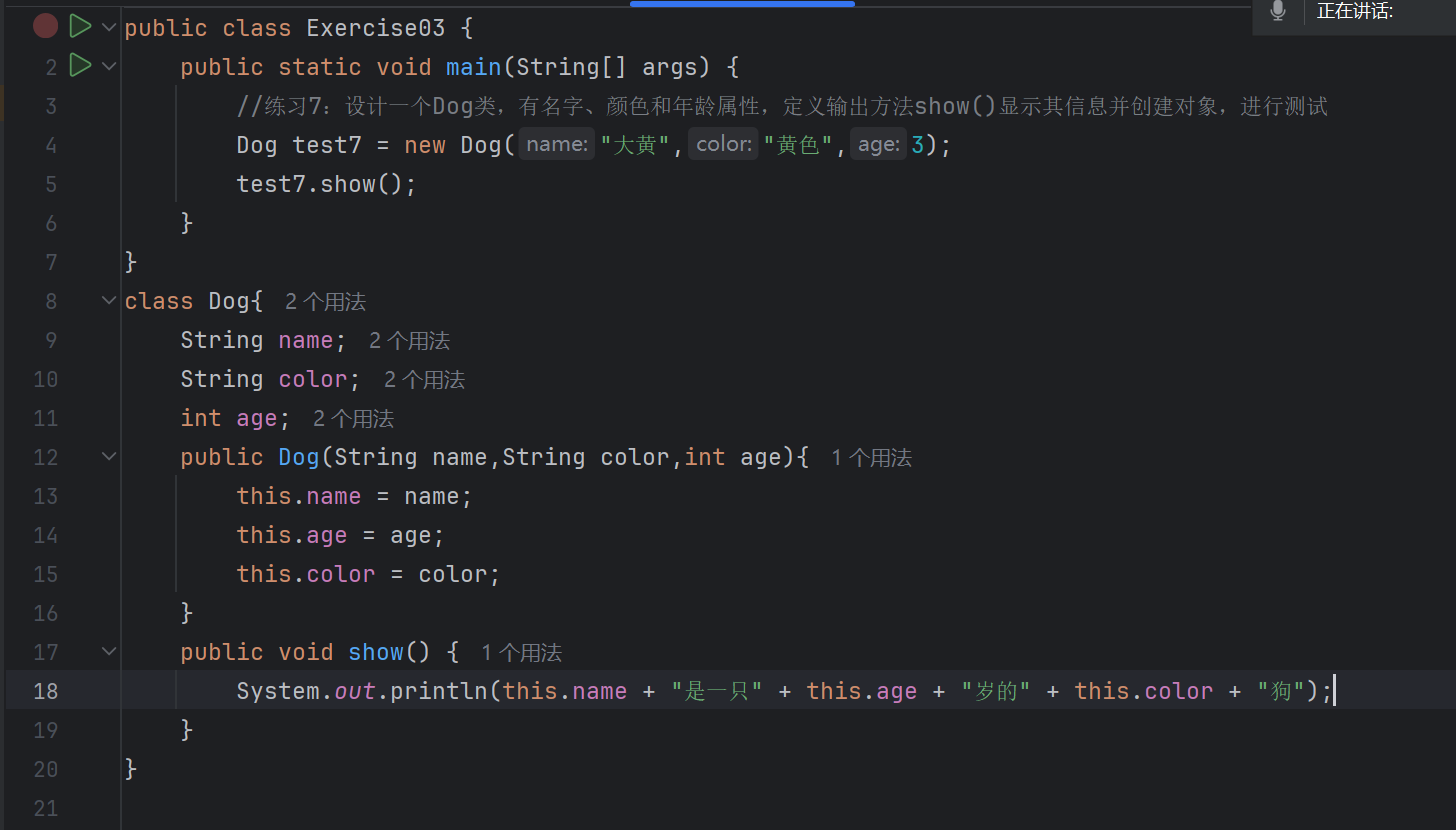 正在讲话:
public class Exercise03 {
2 public static void main(String[] args) {
3 //练习7：设计一个Dog类，有名字、颜色和年龄属性，定义输出方法show()显示其信息并创建对象，进行测试
4 Dog test7 = new Dog( name: "大黄", color: "黄色", age: 3);
5 test7.show();
6 }
7 }
8 class Dog{ 2 个用法
9 String name; 2 个用法
10 String color; 2 个用法
11 int age; 2 个用法
12 public Dog(String name,String color,int age){ 1 个用法
13 this.name = name;
14 this.age = age;
15 this.color = color;
16 }
17 public void show() { 1 个用法
18 System.out.println(this.name + "是一只" + this.age + "岁的" + this.color + "狗");
19 }
20 }
21